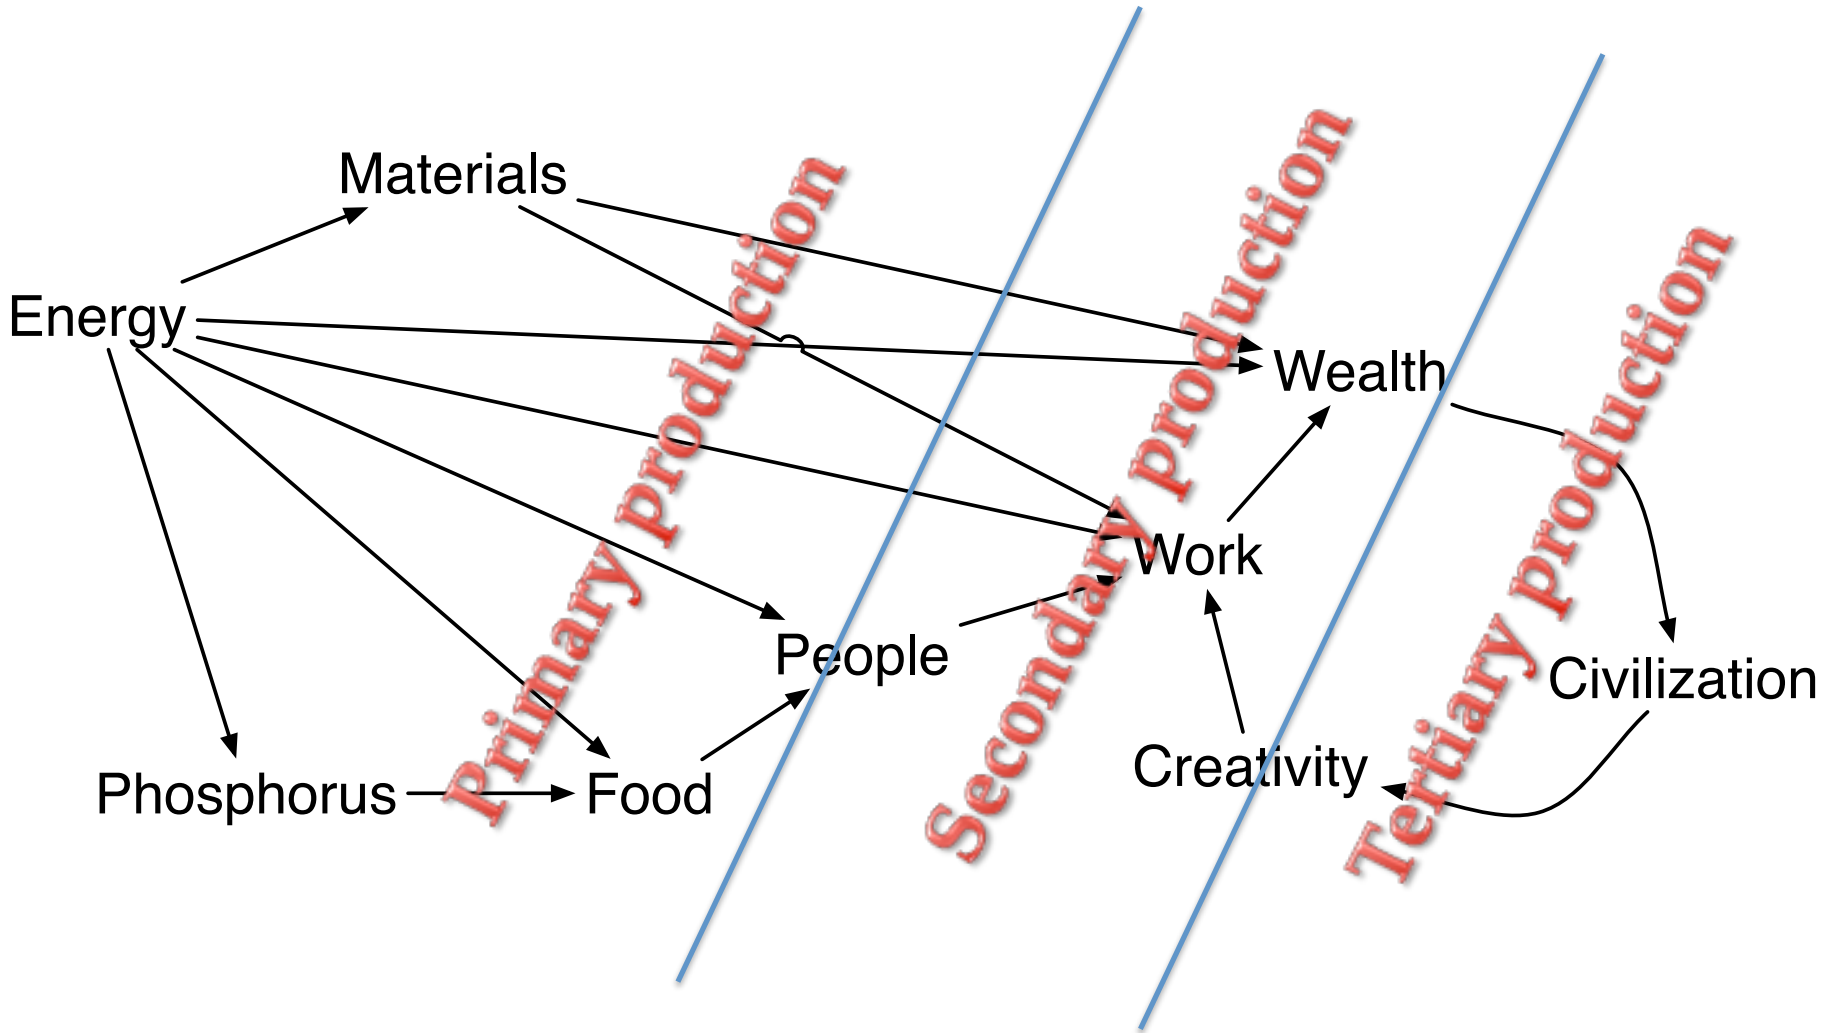 Materials
Energy
Wealth
Work
People
Civilization
Creativity
Phosphorus
Food
Primary production
Secondary production
Tertiary production